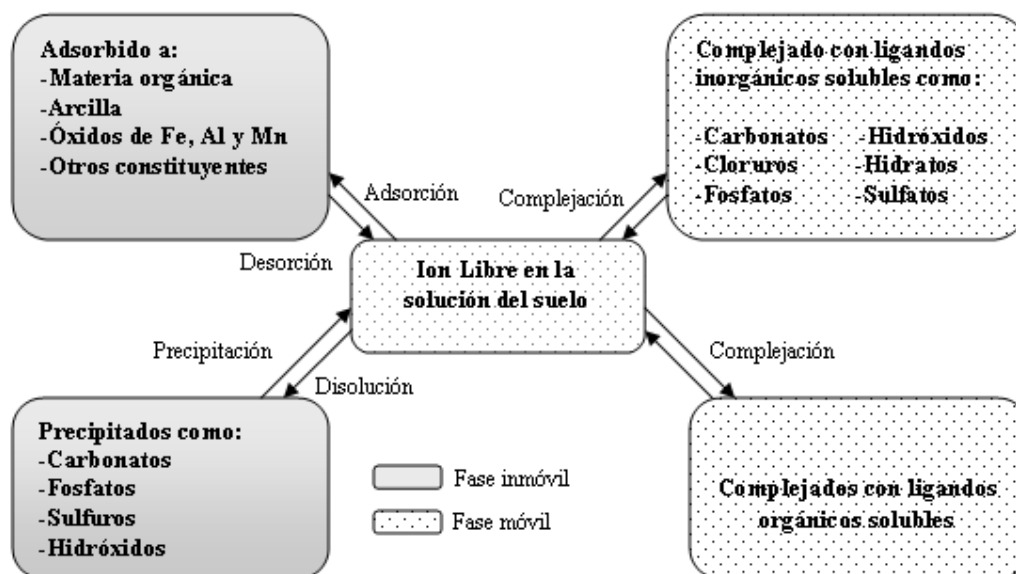 Adsorbido a:
-Materia orgánica
-Arcilla
-Óxidos de Fe, Al y Mn
-Otros constituyentes
Complejado con ligandos
inorgánicos solubles como:
-Carbonatos -Hidróxidos
-Cloruros -Hidratos
-Fosfatos -Sulfatos
Adsorción
Complejación
Desorción
Ion Libre en la
solución del suelo
Precipitación
Complejación
Disolución
Precipitados como:
-Carbonatos
-Fosfatos
-Sulfuros
-Hidróxidos
Fase inmóvil
Fase móvil
Complejados con ligandos
orgánicos solubles